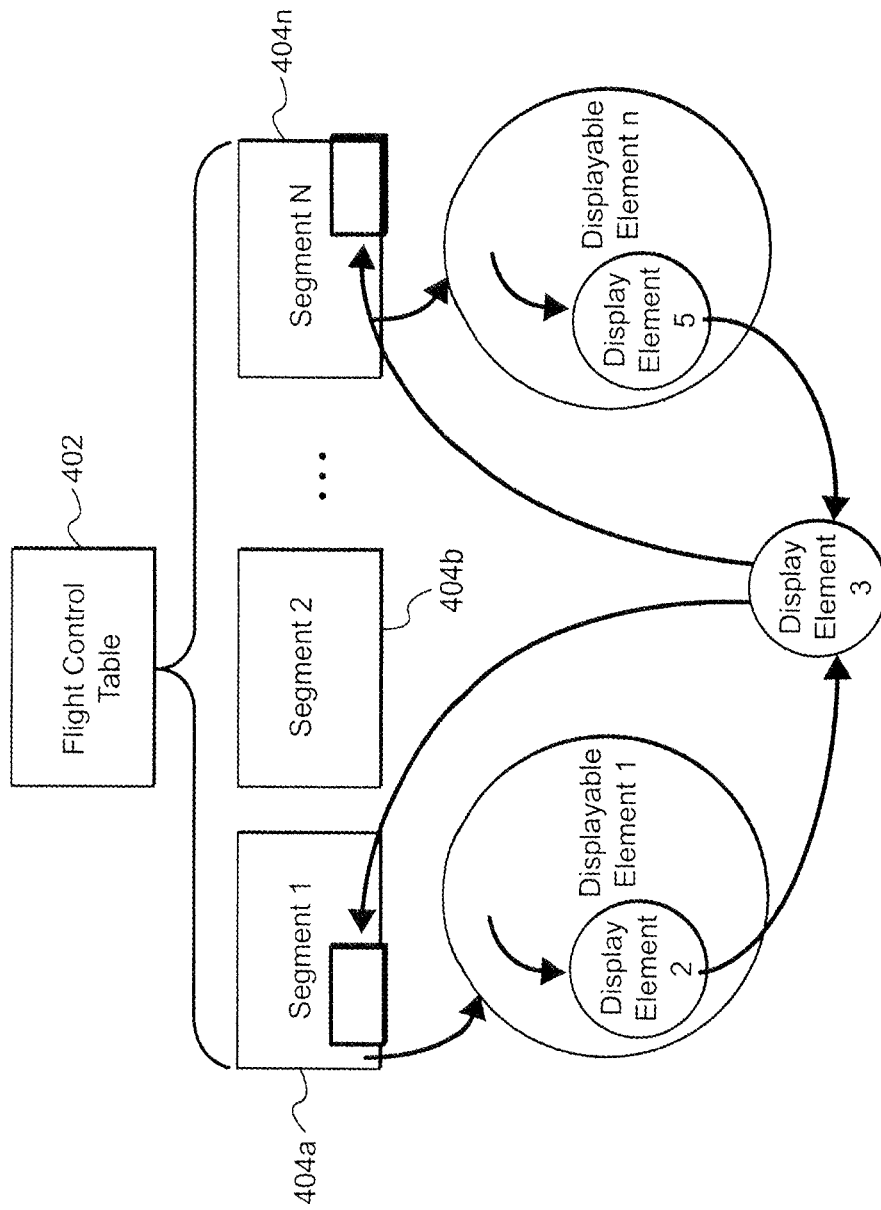 Flight Control
Table
402
Segment 1
404a
Segment 2
404b
...
Segment N
404n
Displayable
Element 1
Display
Element
2
Displayable
Element n
Display
Element
5
Display
Element
3